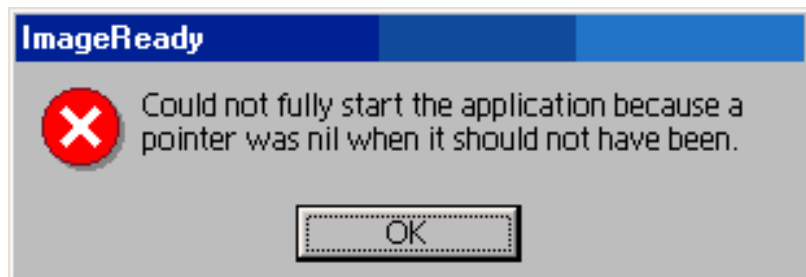 ImageReady
Could not fully start the application because a
pointer was nil when it should not have been.
OK